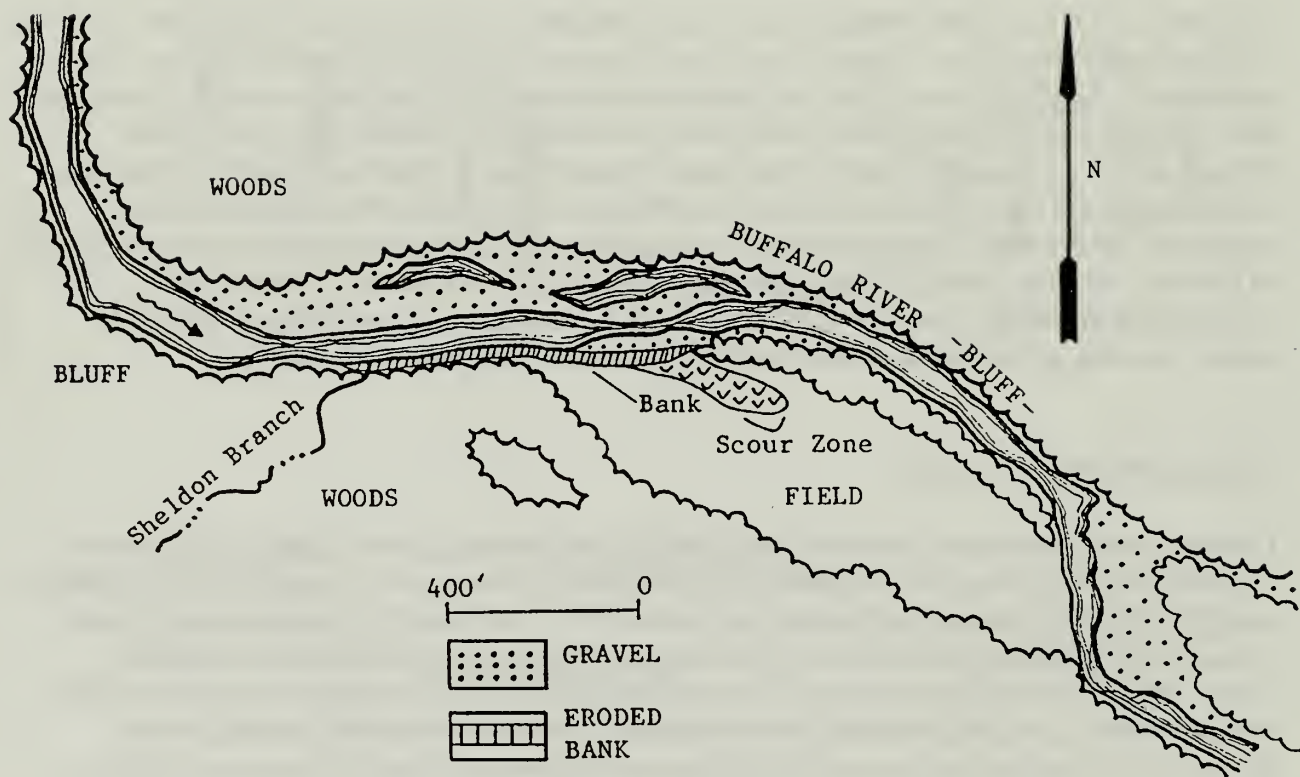 N
WOODS
BUFFALO RIVER
-BLUFF-
BLUFF
Bank
Scour Zone
Sheldon Branch
WOODS
FIELD
400' 0
GRAVEL
ERODED
BANK